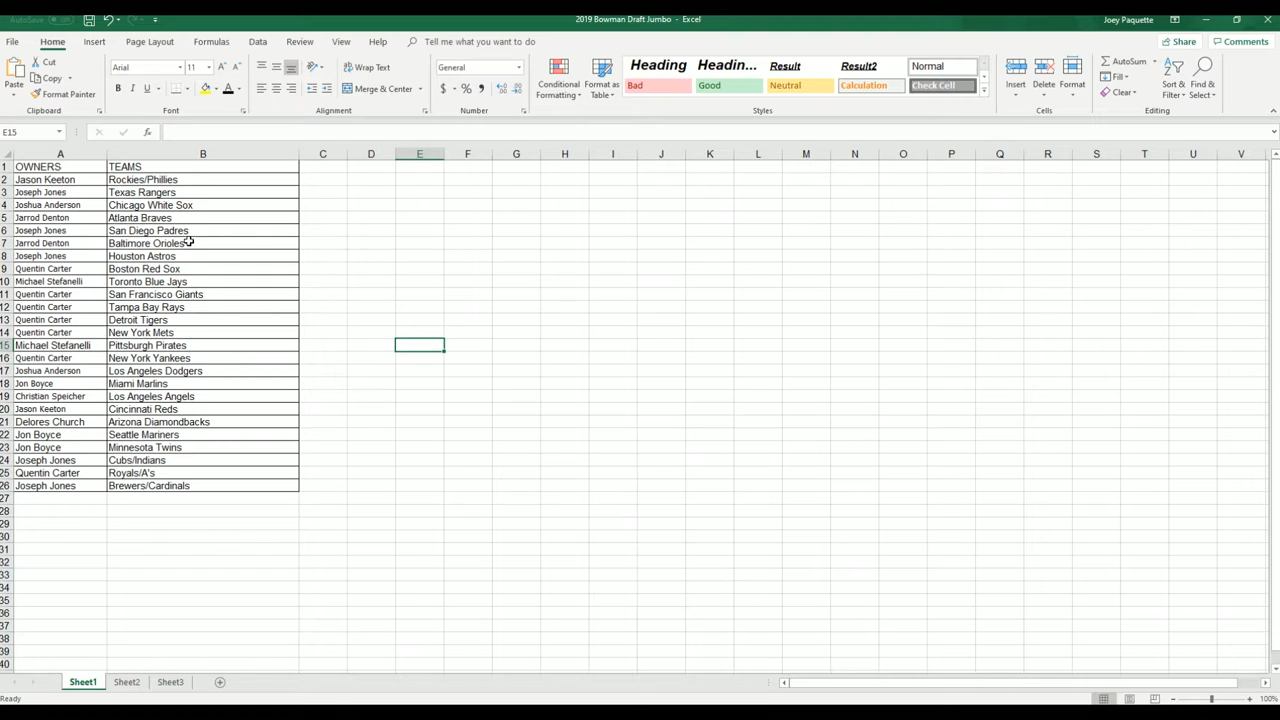 AutoSave
2019 Bowman Draft Jumbo - Excel
Joey Paquette
File Home Insert Page Layout Formulas Data Review View Help Tell me what you want to do Share Comments
Paste Cut Copy Format Painter
Arial 11
Wrap Text
Merge & Center
General
Conditional Formatting
Format as Table
Heading Headin... Result Result2 Normal
Bad Good Neutral Calculation Check Cell
Insert Delete Format
AutoSum Fill Clear
Sort & Filter
Find & Select
Clipboard Font Alignment Number Styles Cells Editing
E15
A B C D E F G H I J K L M N O P Q R S T U V
1 OWNERS TEAMS
2 Jason Keeton Rockies/Phillies
3 Joseph Jones Texas Rangers
4 Joshua Anderson Chicago White Sox
5 Jarrod Denton Atlanta Braves
6 Joseph Jones San Diego Padres
7 Jarrod Denton Baltimore Orioles
8 Joseph Jones Houston Astros
9 Quentin Carter Boston Red Sox
10 Michael Stefanelli Toronto Blue Jays
11 Quentin Carter San Francisco Giants
12 Quentin Carter Tampa Bay Rays
13 Quentin Carter Detroit Tigers
14 Quentin Carter New York Mets
15 Michael Stefanelli Pittsburgh Pirates
16 Quentin Carter New York Yankees
17 Joshua Anderson Los Angeles Dodgers
18 Jon Boyce Miami Marlins
19 Christian Speicher Los Angeles Angels
20 Jason Keeton Cincinnati Reds
21 Delores Church Arizona Diamondbacks
22 Jon Boyce Seattle Mariners
23 Jon Boyce Minnesota Twins
24 Joseph Jones Cubs/Indians
25 Quentin Carter Royals/A's
26 Joseph Jones Brewers/Cardinals
27
28
29
30
31
32
33
34
35
36
37
38
39
40
Sheet1 Sheet2 Sheet3
Ready
100%